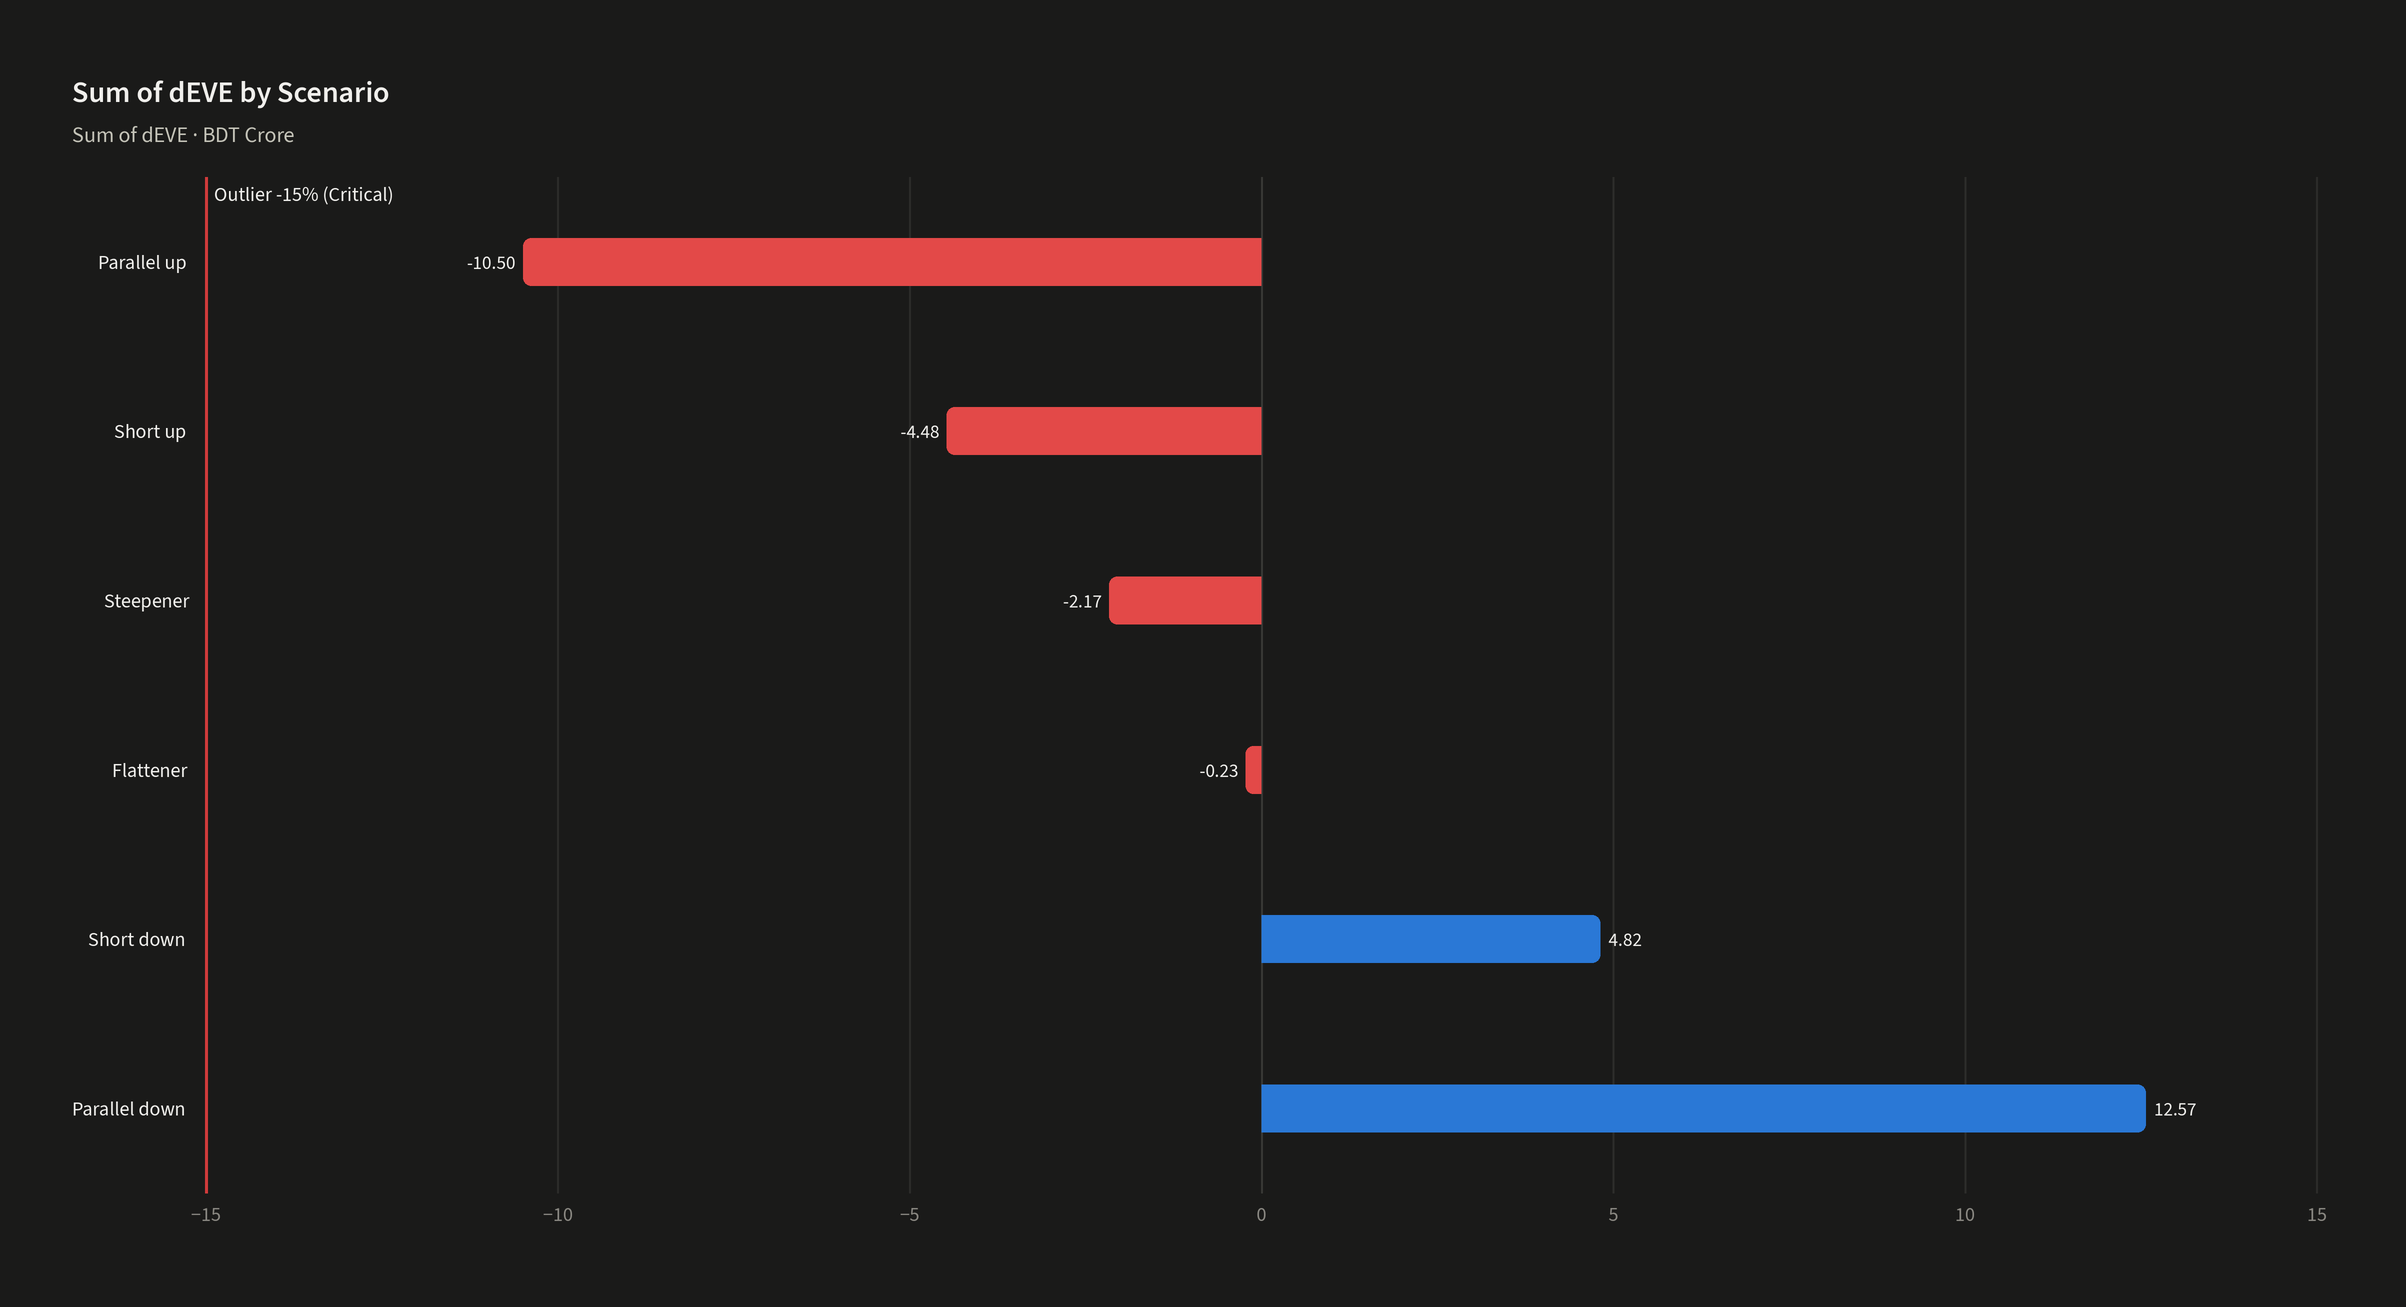 Sum of dEVE by Scenario
Sum of dEVE · BDT Crore
Outlier -15% (Critical)
Parallel up
-10.50
Short up
-4.48
Steepener
-2.17
Flattener
-0.23
Short down
4.82
Parallel down
12.57
−15 −10 −5 0 5 10 15